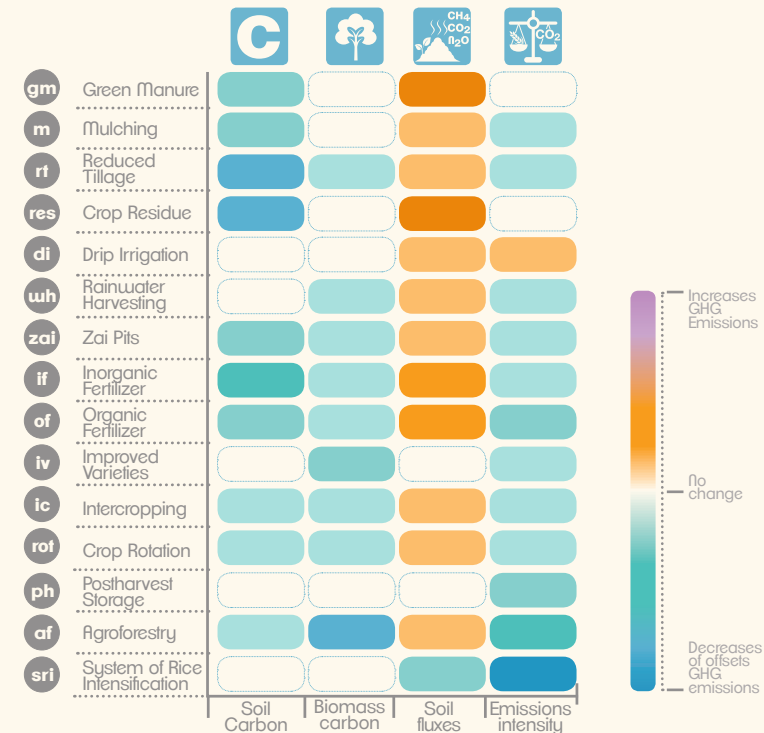 C
CH4
CO2
N2O
CO2
gm Green Manure
m Mulching
rt Reduced
Tillage
res Crop Residue
di Drip Irrigation
wh Rainwater
Harvesting
zai Zai Pits
if Inorganic
Fertilizer
of Organic
Fertilizer
iv Improved
Varieties
ic Intercropping
rot Crop Rotation
ph Postharvest
Storage
af Agroforestry
sri System of Rice
Intensification
Soil
Carbon
Biomass
carbon
Soil
fluxes
Emissions
intensity
Increases
GHG
Emissions
No
change
Decreases
of offsets
GHG
emissions